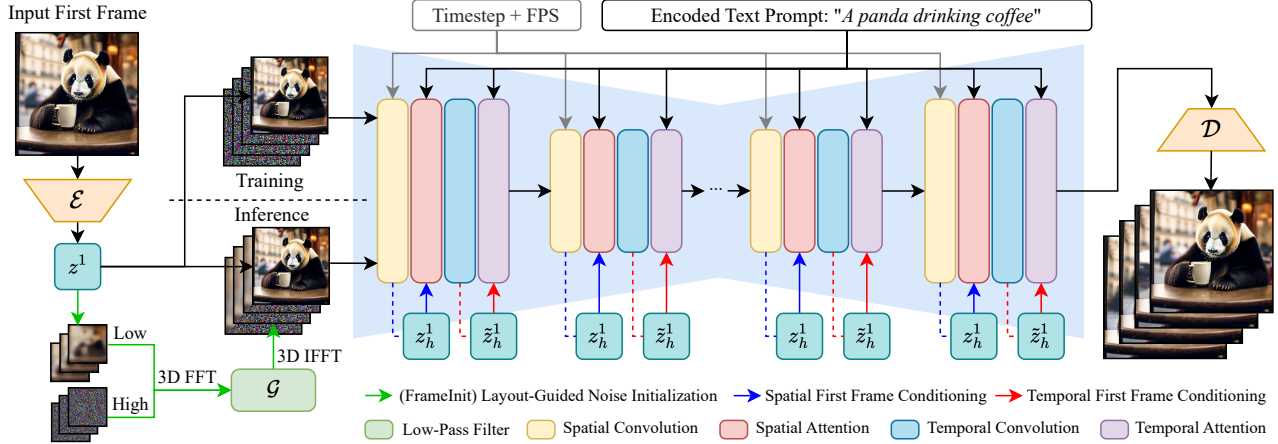 Input First Frame
Timestep + FPS
Encoded Text Prompt: "A panda drinking coffee"
ℰ
𝒟
Training
Inference
z¹
Low
3D FFT
High
𝒢
3D IFFT
...
z¹ₕ
z̃¹ₕ
z¹ₕ
z̃¹ₕ
z¹ₕ
z̃¹ₕ
z¹ₕ
z̃¹ₕ
(FrameInit) Layout-Guided Noise Initialization
Spatial First Frame Conditioning
Temporal First Frame Conditioning
Low-Pass Filter
Spatial Convolution
Spatial Attention
Temporal Convolution
Temporal Attention